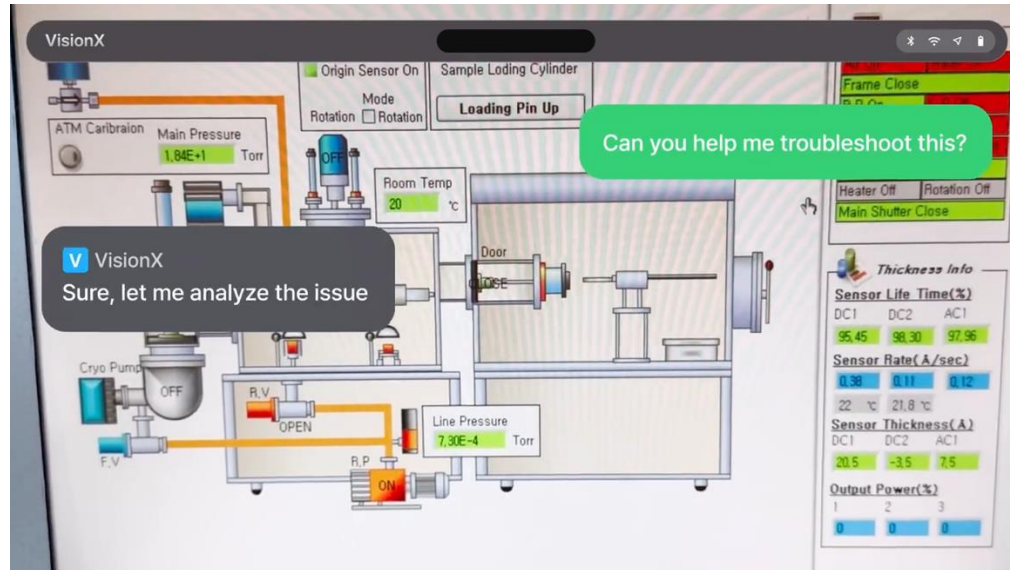 VisionX
Origin Sensor On
Sample Loding Cylinder
Mode
Rotation
Rotation
Loading Pin Up
ATM Caribraion
Main Pressure
1.84E+1
Torr
OFF
Room Temp
20
℃
Can you help me troubleshoot this?
Frame Close
Heater Off
Rotation Off
Main Shutter Close
V VisionX
Sure, let me analyze the issue
Door
CLOSE
Cryo Pump
OFF
R.V
OPEN
F.V
Line Pressure
7.30E-4
Torr
R.P
ON
Thickness Info
Sensor Life Time(%)
DC1 DC2 AC1
95.45 98.30 97.96
Sensor Rate(Å/sec)
0.38 0.11 0.12
22 ℃ 21.8 ℃
Sensor Thickness(Å)
DC1 DC2 AC1
20.5 -3.5 7.5
Output Power(%)
1 2 3
0 0 0